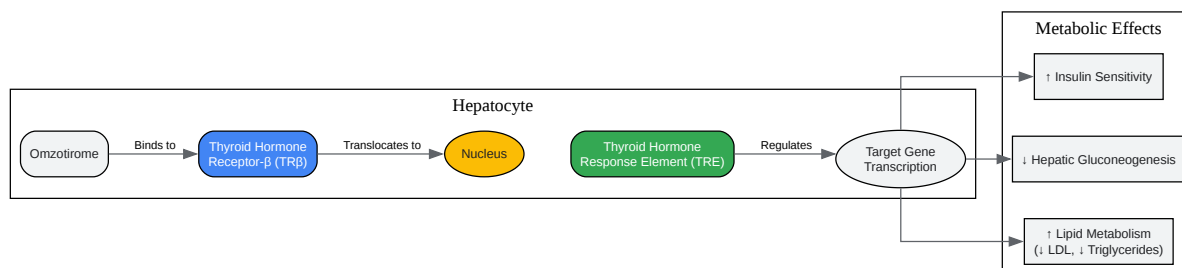 Metabolic Effects
↑ Insulin Sensitivity
Hepatocyte
Omzotirome
Binds to
Thyroid Hormone
Receptor-β (TRβ)
Translocates to
Nucleus
Thyroid Hormone
Response Element (TRE)
Regulates
Target Gene
Transcription
↓ Hepatic Gluconeogenesis
↑ Lipid Metabolism
(↓ LDL, ↓ Triglycerides)